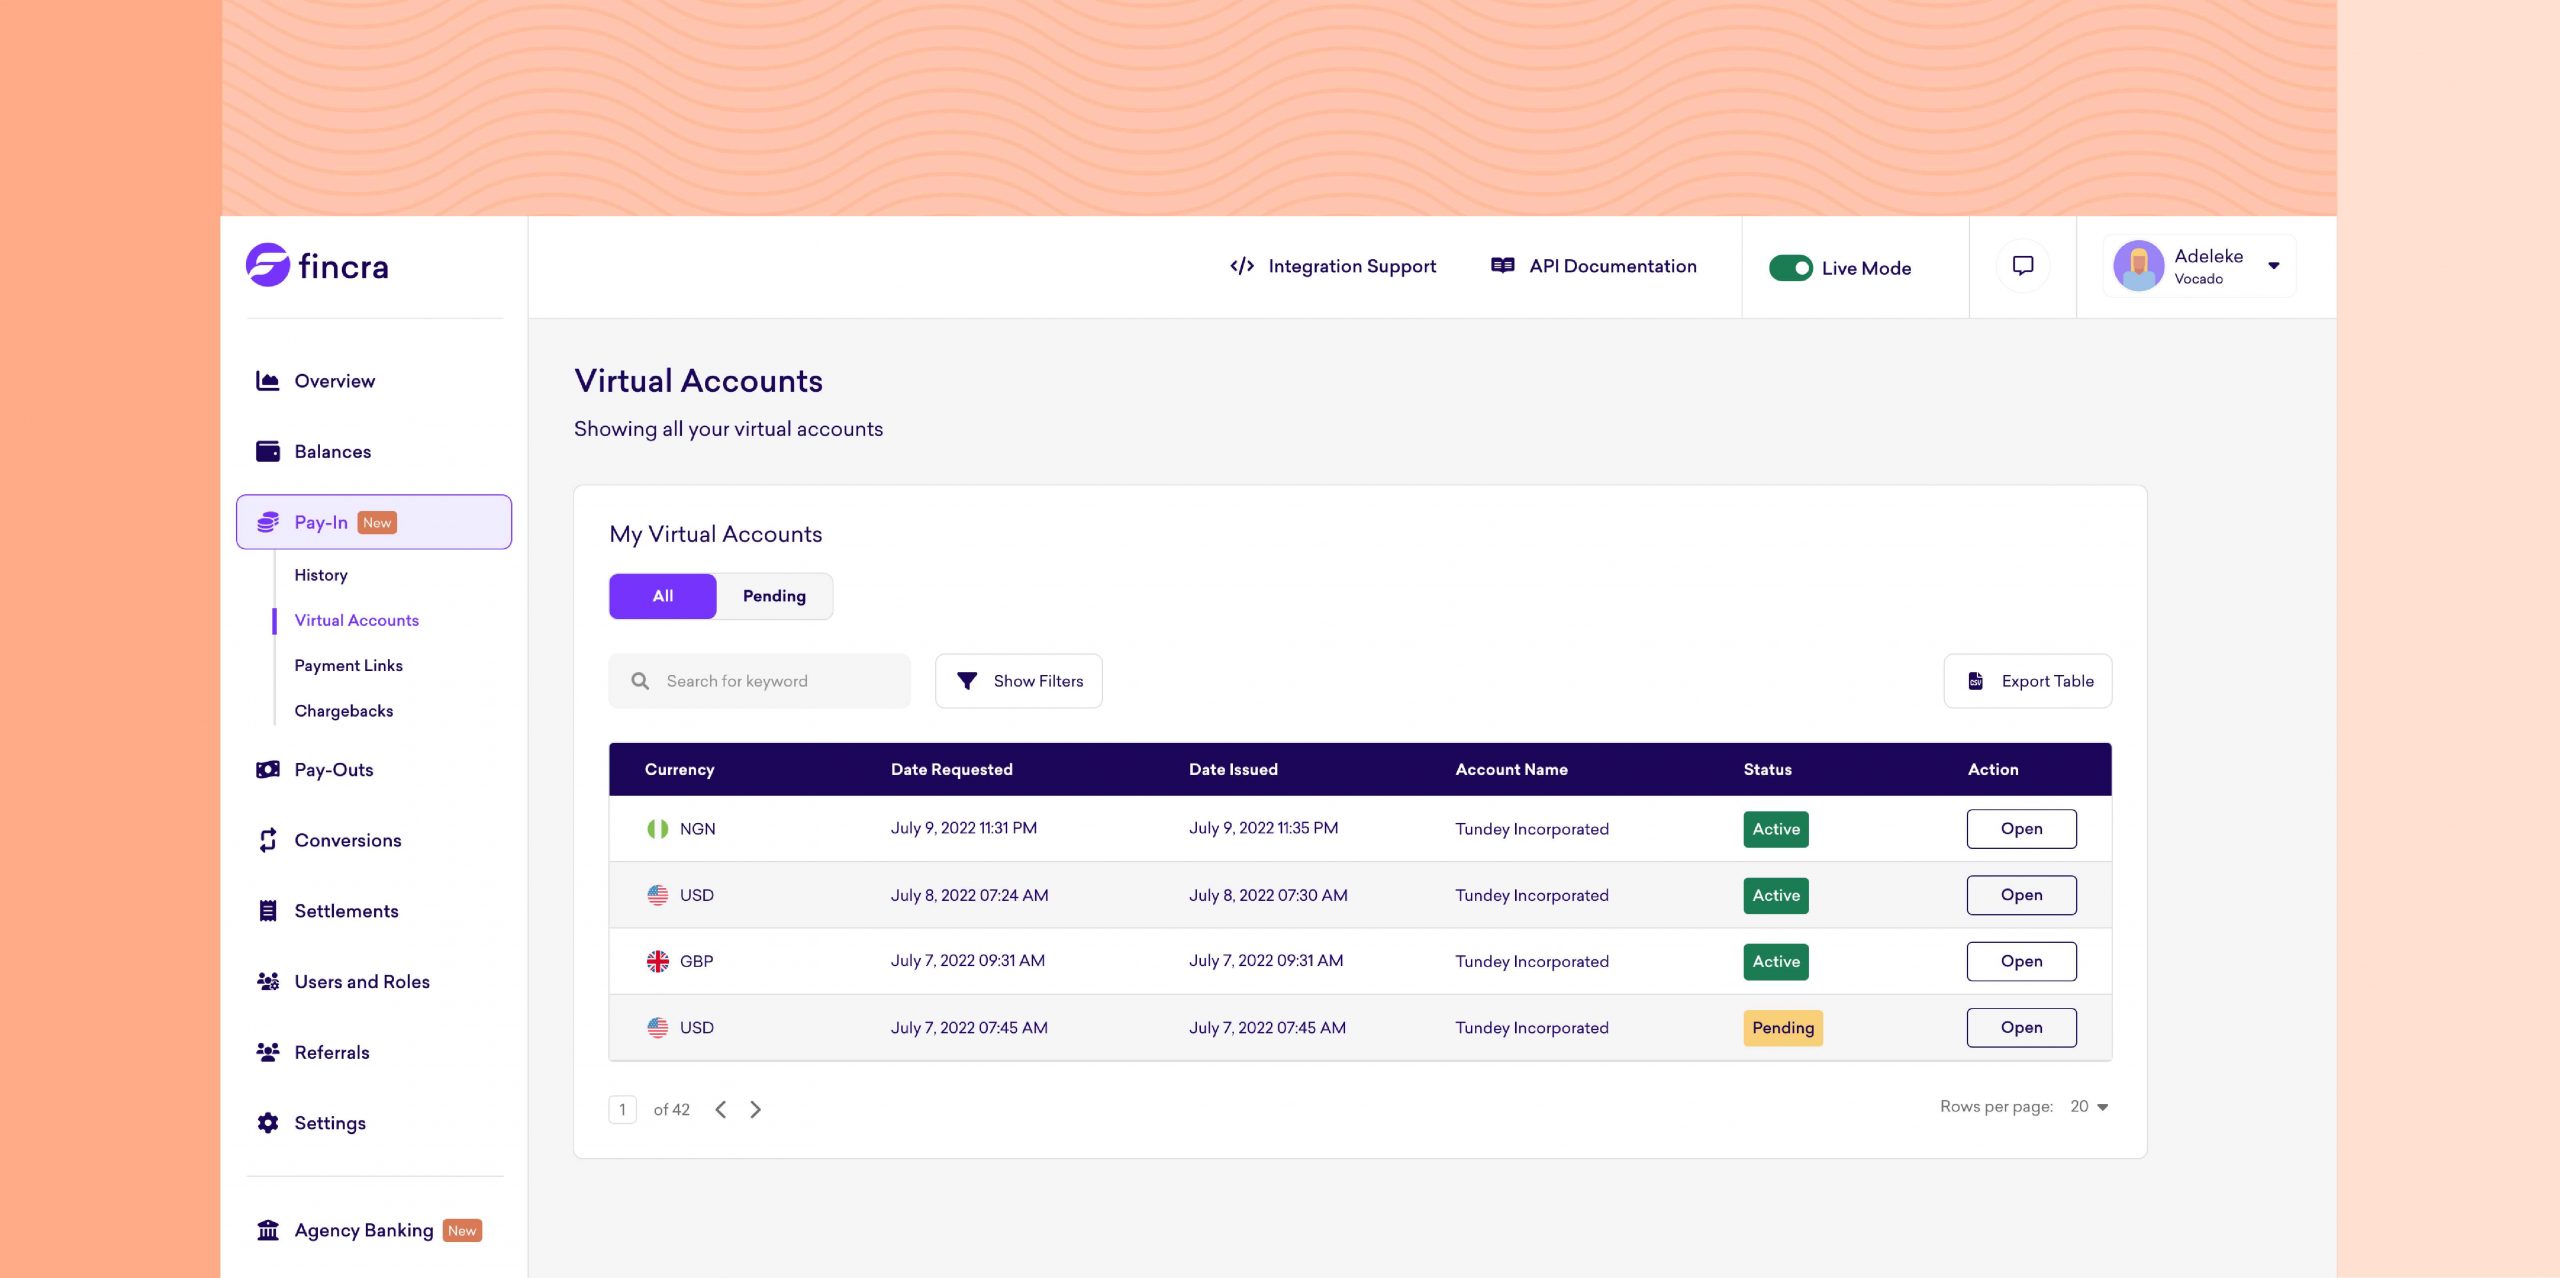 fincra
Integration Support
API Documentation
Live Mode
Adeleke
Vocado
Overview
Balances
Pay-In New
History
Virtual Accounts
Payment Links
Chargebacks
Pay-Outs
Conversions
Settlements
Users and Roles
Referrals
Settings
Agency Banking New
Virtual Accounts
Showing all your virtual accounts
My Virtual Accounts
All Pending
Search for keyword Show Filters CSV Export Table
Currency Date Requested Date Issued Account Name Status Action
NGN July 9, 2022 11:31 PM July 9, 2022 11:35 PM Tundey Incorporated Active Open
USD July 8, 2022 07:24 AM July 8, 2022 07:30 AM Tundey Incorporated Active Open
GBP July 7, 2022 09:31 AM July 7, 2022 09:31 AM Tundey Incorporated Active Open
USD July 7, 2022 07:45 AM July 7, 2022 07:45 AM Tundey Incorporated Pending Open
1 of 42 Rows per page: 20